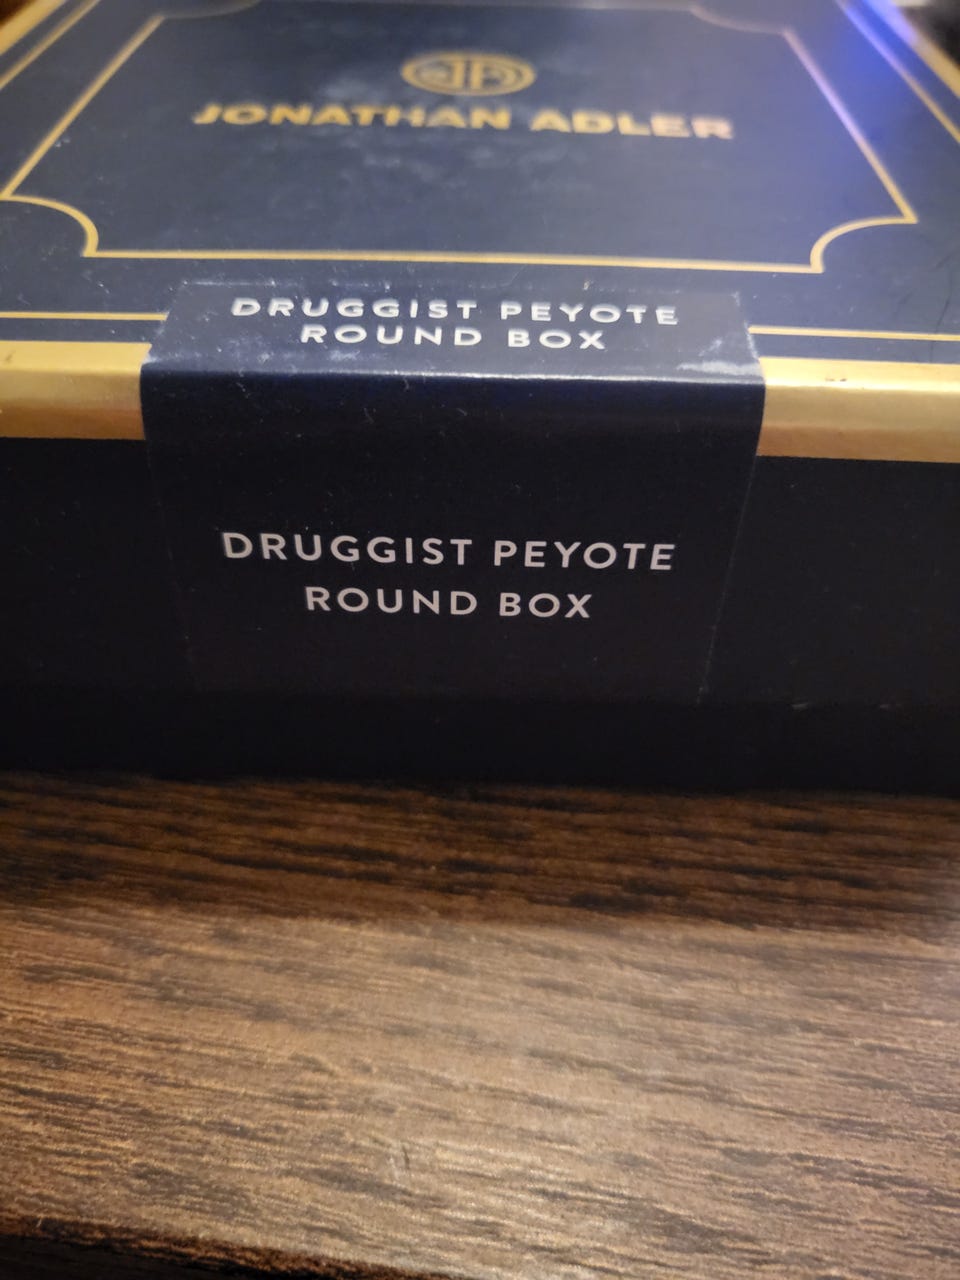 JONATHAN ADLER
DRUGGIST PEYOTE
ROUND BOX
DRUGGIST PEYOTE
ROUND BOX